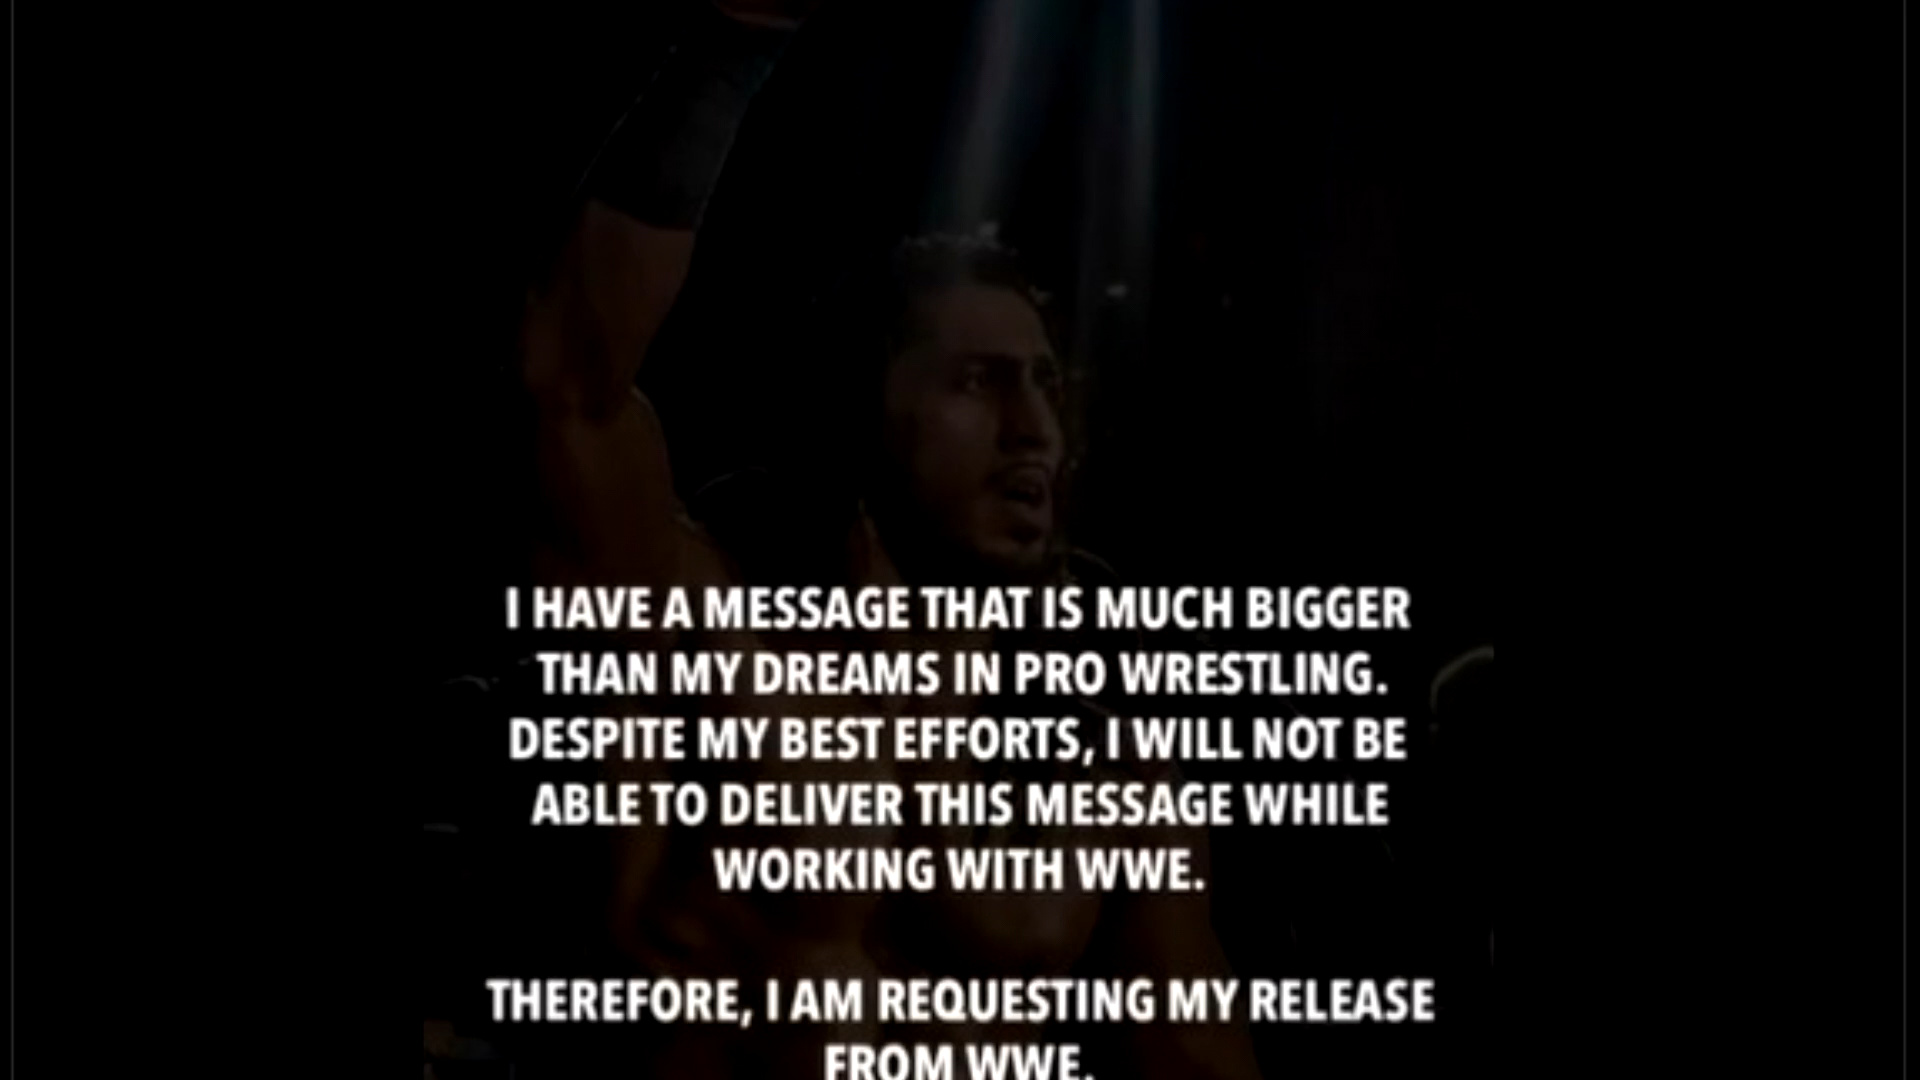 I HAVE A MESSAGE THAT IS MUCH BIGGER
THAN MY DREAMS IN PRO WRESTLING.
DESPITE MY BEST EFFORTS, I WILL NOT BE
ABLE TO DELIVER THIS MESSAGE WHILE
WORKING WITH WWE.
THEREFORE, I AM REQUESTING MY RELEASE
FROM WWE.